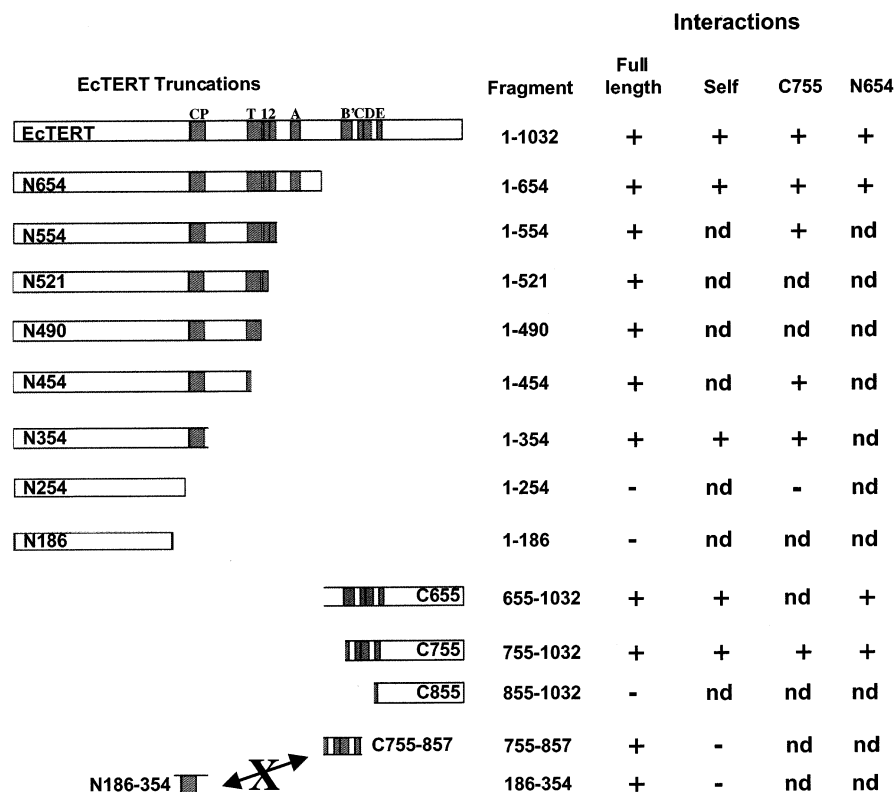 Interactions
EcTERT Truncations Fragment Full length Self C755 N654
CP T 12 A B'CDE
EcTERT 1-1032 + + + +
N654 1-654 + + + +
N554 1-554 + nd + nd
N521 1-521 + nd nd nd
N490 1-490 + nd nd nd
N454 1-454 + nd + nd
N354 1-354 + + + nd
N254 1-254 - nd - nd
N186 1-186 - nd nd nd
C655 655-1032 + + nd +
C755 755-1032 + + + +
C855 855-1032 - nd nd nd
C755-857 755-857 + - nd nd
X
N186-354 186-354 + - nd nd